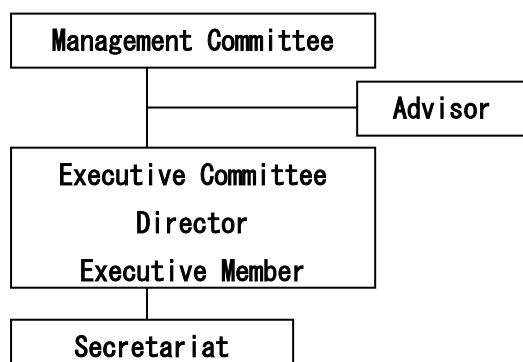 Management Committee
Advisor
Executive Committee
Director
Executive Member
Secretariat